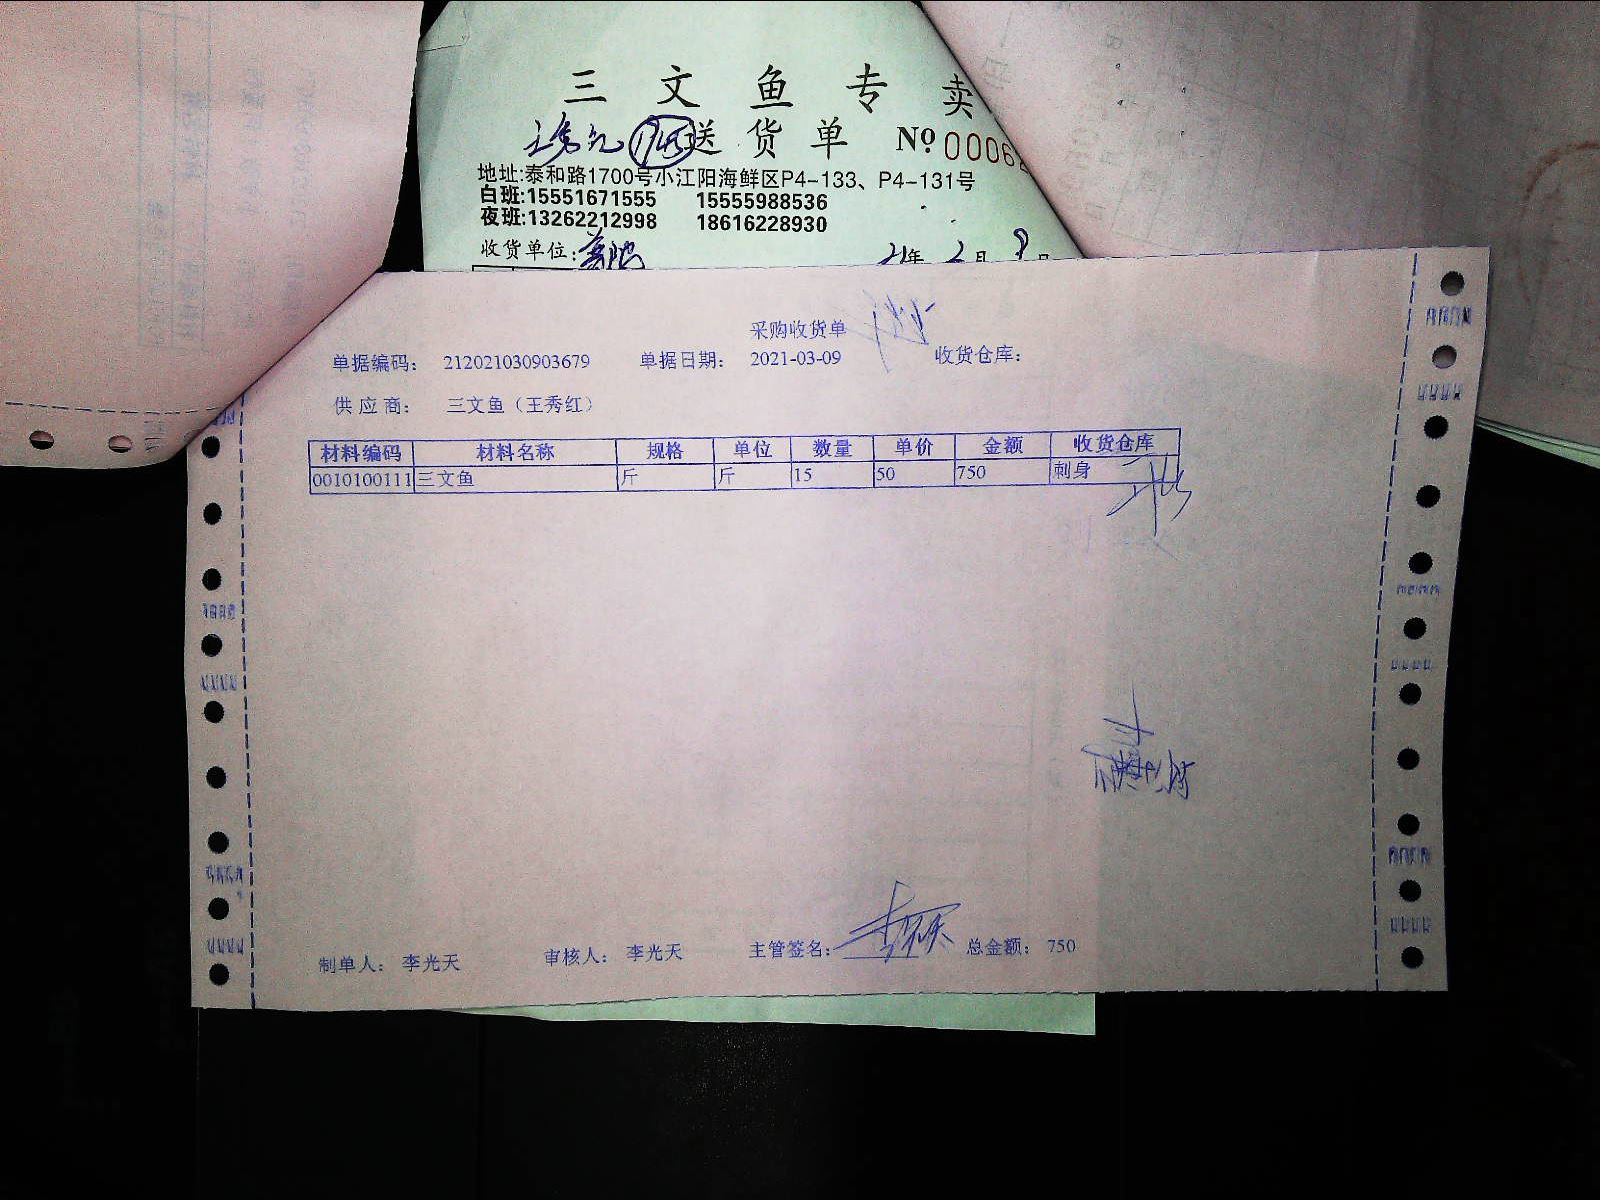 三文鱼专卖
送货单 №0006
地址:泰和路1700号小江阳海鲜区P4-133、P4-131号
白班:15551671555 15555988536
夜班:13262212998 18616228930
收货单位: 21年 月 9日
采购收货单
单据编码: 212021030903679 单据日期: 2021-03-09 收货仓库:
供应商: 三文鱼（王秀红）
材料编码 材料名称 规格 单位 数量 单价 金额 收货仓库
0010100111 三文鱼 斤 斤 15 50 750 刺身
制单人: 李光天 审核人: 李光天 主管签名: 总金额: 750